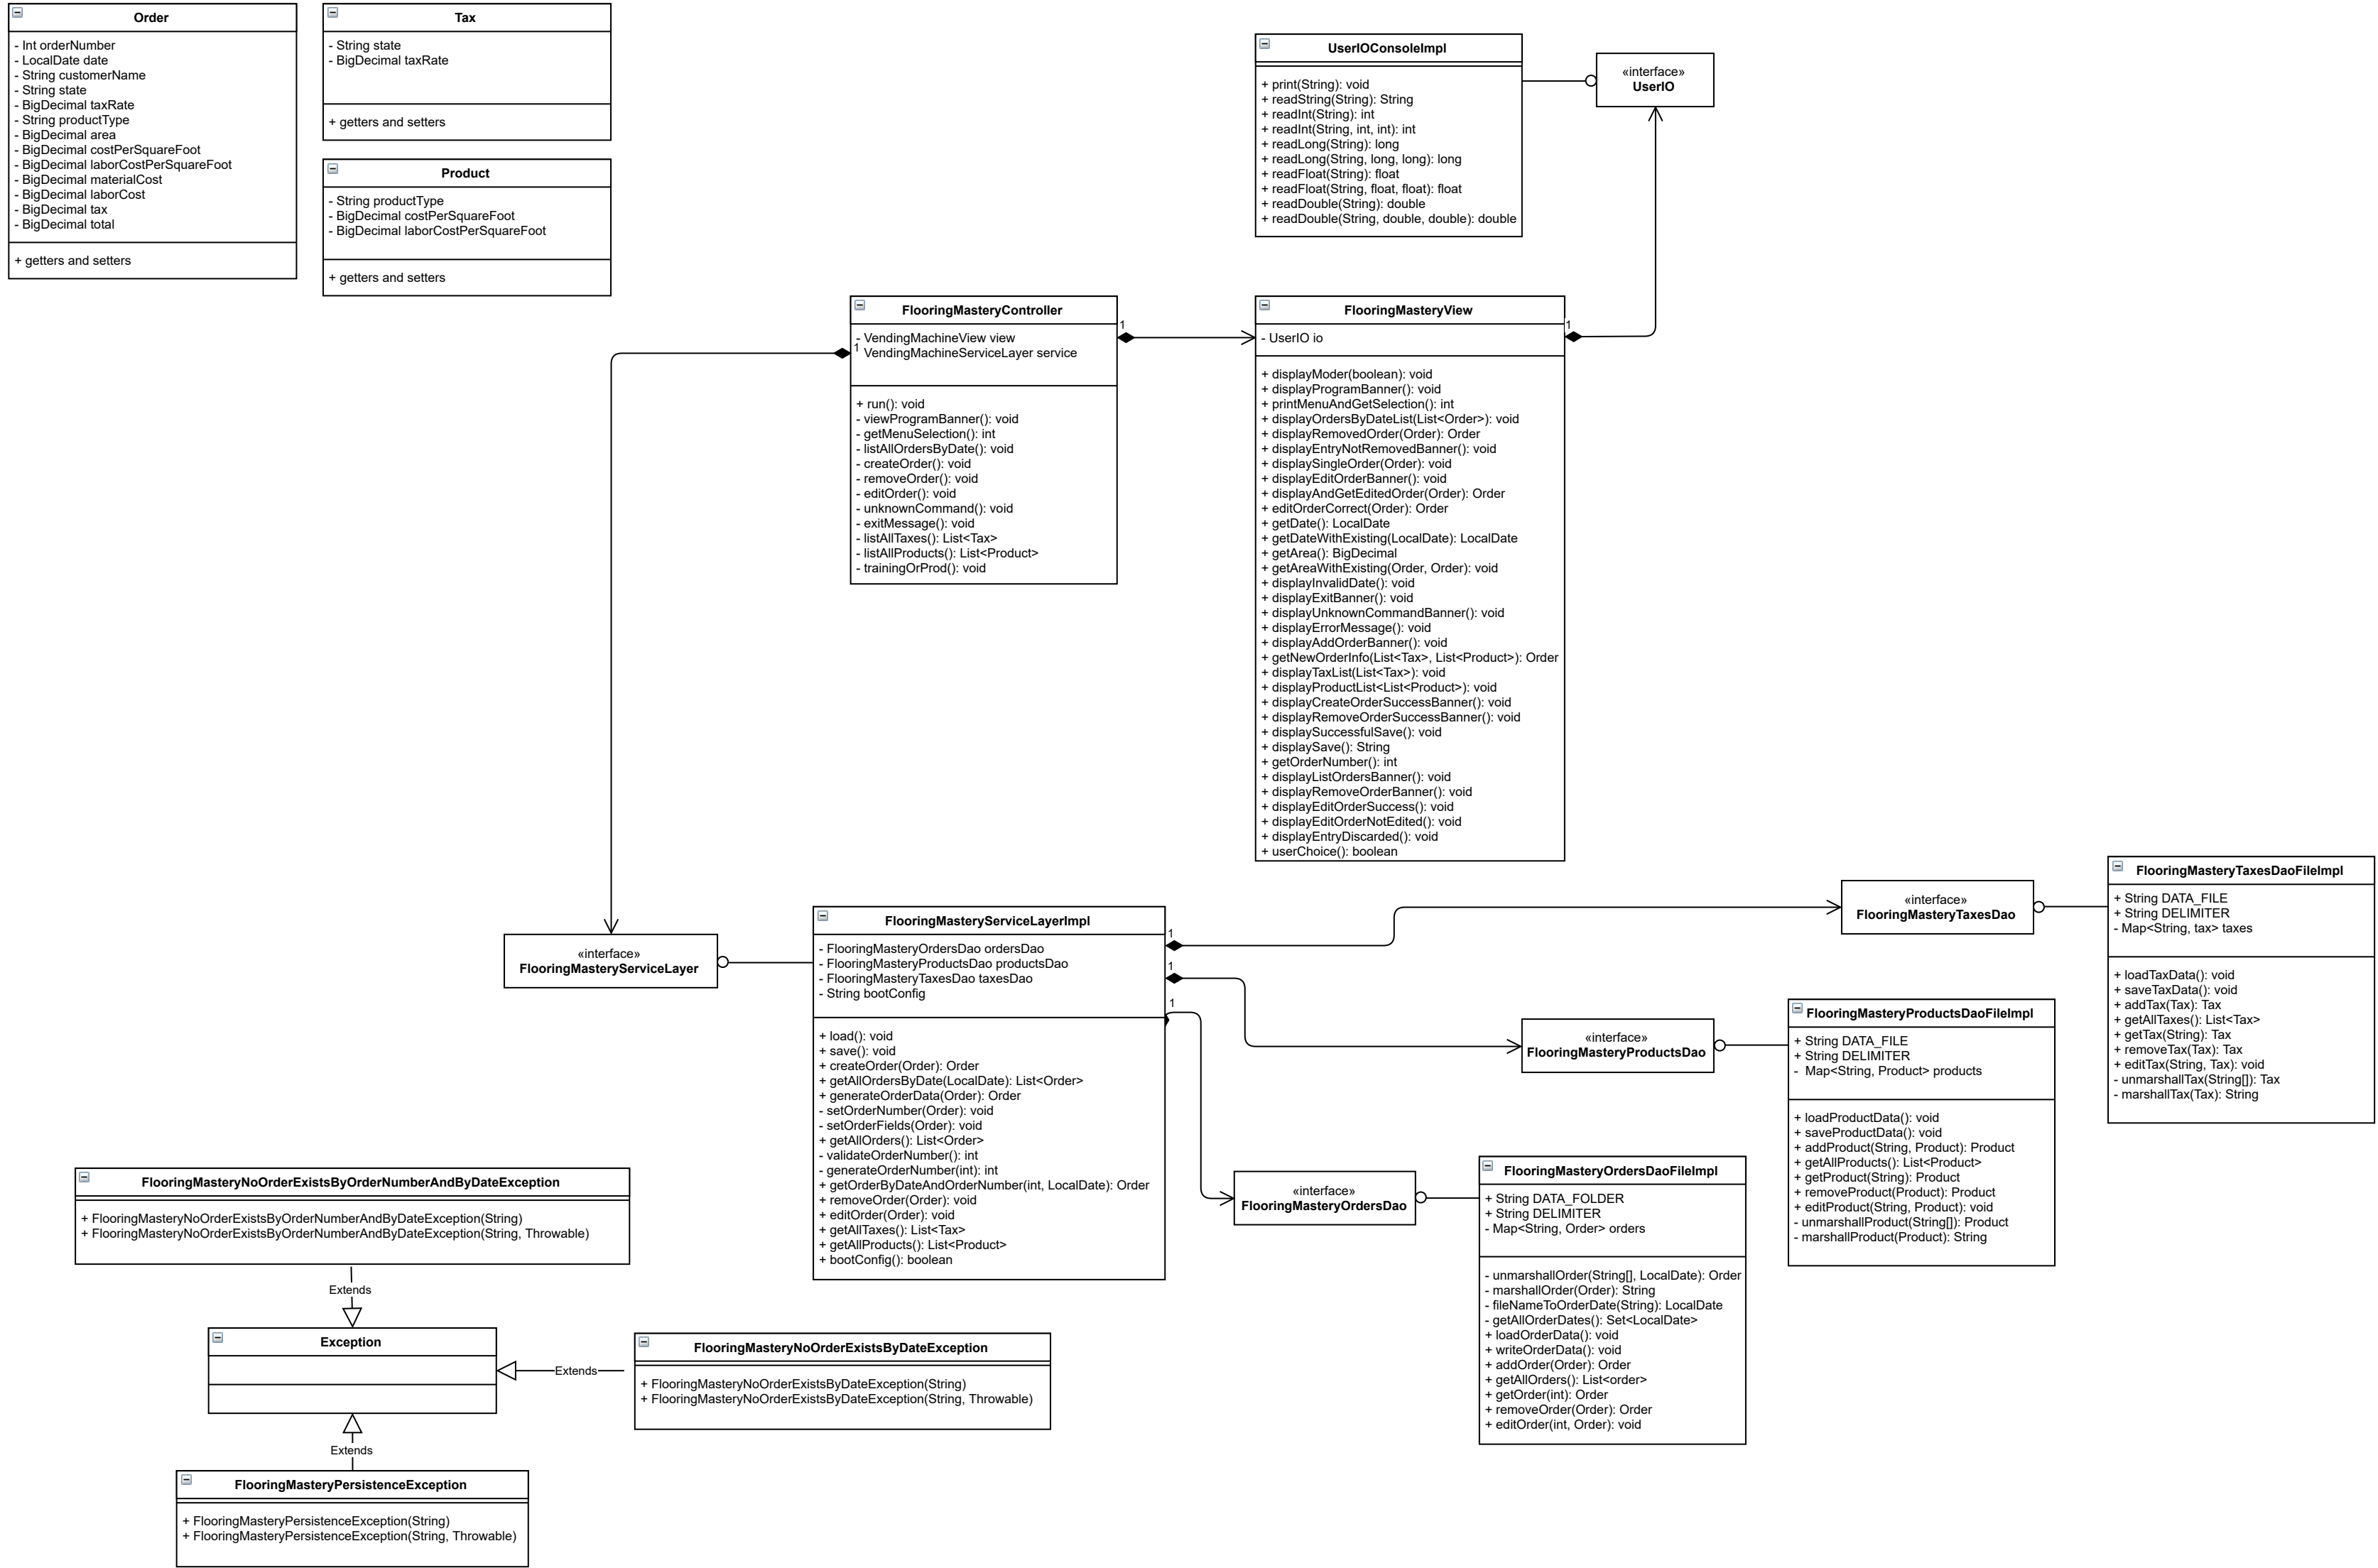 Order
- Int orderNumber
- LocalDate date
- String customerName
- String state
- BigDecimal taxRate
- String productType
- BigDecimal area
- BigDecimal costPerSquareFoot
- BigDecimal laborCostPerSquareFoot
- BigDecimal materialCost
- BigDecimal laborCost
- BigDecimal tax
- BigDecimal total
+ getters and setters
Tax
- String state
- BigDecimal taxRate
+ getters and setters
Product
- String productType
- BigDecimal costPerSquareFoot
- BigDecimal laborCostPerSquareFoot
+ getters and setters
UserIOConsoleImpl
+ print(String): void
+ readString(String): String
+ readInt(String): int
+ readInt(String, int, int): int
+ readLong(String): long
+ readLong(String, long, long): long
+ readFloat(String): float
+ readFloat(String, float, float): float
+ readDouble(String): double
+ readDouble(String, double, double): double
«interface»
UserIO
FlooringMasteryController
- VendingMachineView view
VendingMachineServiceLayer service
+ run(): void
- viewProgramBanner(): void
- getMenuSelection(): int
- listAllOrdersByDate(): void
- createOrder(): void
- removeOrder(): void
- editOrder(): void
- unknownCommand(): void
- exitMessage(): void
- listAllTaxes(): List<Tax>
- listAllProducts(): List<Product>
- trainingOrProd(): void
1
1
FlooringMasteryView
- UserIO io
+ displayModer(boolean): void
+ displayProgramBanner(): void
+ printMenuAndGetSelection(): int
+ displayOrdersByDateList(List<Order>): void
+ displayRemovedOrder(Order): Order
+ displayEntryNotRemovedBanner(): void
+ displaySingleOrder(Order): void
+ displayEditOrderBanner(): void
+ displayAndGetEditedOrder(Order): Order
+ editOrderCorrect(Order): Order
+ getDate(): LocalDate
+ getDateWithExisting(LocalDate): LocalDate
+ getArea(): BigDecimal
+ getAreaWithExisting(Order, Order): void
+ displayInvalidDate(): void
+ displayExitBanner(): void
+ displayUnknownCommandBanner(): void
+ displayErrorMessage(): void
+ displayAddOrderBanner(): void
+ getNewOrderInfo(List<Tax>, List<Product>): Order
+ displayTaxList(List<Tax>): void
+ displayProductList<List<Product>): void
+ displayCreateOrderSuccessBanner(): void
+ displayRemoveOrderSuccessBanner(): void
+ displaySuccessfulSave(): void
+ displaySave(): String
+ getOrderNumber(): int
+ displayListOrdersBanner(): void
+ displayRemoveOrderBanner(): void
+ displayEditOrderSuccess(): void
+ displayEditOrderNotEdited(): void
+ displayEntryDiscarded(): void
+ userChoice(): boolean
1
«interface»
FlooringMasteryServiceLayer
FlooringMasteryServiceLayerImpl
- FlooringMasteryOrdersDao ordersDao
- FlooringMasteryProductsDao productsDao
- FlooringMasteryTaxesDao taxesDao
- String bootConfig
+ load(): void
+ save(): void
+ createOrder(Order): Order
+ getAllOrdersByDate(LocalDate): List<Order>
+ generateOrderData(Order): Order
- setOrderNumber(Order): void
- setOrderFields(Order): void
+ getAllOrders(): List<Order>
- validateOrderNumber(): int
- generateOrderNumber(int): int
+ getOrderByDateAndOrderNumber(int, LocalDate): Order
+ removeOrder(Order): void
+ editOrder(Order): void
+ getAllTaxes(): List<Tax>
+ getAllProducts(): List<Product>
+ bootConfig(): boolean
1
1
1
«interface»
FlooringMasteryTaxesDao
FlooringMasteryTaxesDaoFileImpl
+ String DATA_FILE
+ String DELIMITER
- Map<String, tax> taxes
+ loadTaxData(): void
+ saveTaxData(): void
+ addTax(Tax): Tax
+ getAllTaxes(): List<Tax>
+ getTax(String): Tax
+ removeTax(Tax): Tax
+ editTax(String, Tax): void
- unmarshallTax(String[]): Tax
- marshallTax(Tax): String
«interface»
FlooringMasteryProductsDao
FlooringMasteryProductsDaoFileImpl
+ String DATA_FILE
+ String DELIMITER
- Map<String, Product> products
+ loadProductData(): void
+ saveProductData(): void
+ addProduct(String, Product): Product
+ getAllProducts(): List<Product>
+ getProduct(String): Product
+ removeProduct(Product): Product
+ editProduct(String, Product): void
- unmarshallProduct(String[]): Product
- marshallProduct(Product): String
«interface»
FlooringMasteryOrdersDao
FlooringMasteryOrdersDaoFileImpl
+ String DATA_FOLDER
+ String DELIMITER
- Map<String, Order> orders
- unmarshallOrder(String[], LocalDate): Order
- marshallOrder(Order): String
- fileNameToOrderDate(String): LocalDate
- getAllOrderDates(): Set<LocalDate>
+ loadOrderData(): void
+ writeOrderData(): void
+ addOrder(Order): Order
+ getAllOrders(): List<order>
+ getOrder(int): Order
+ removeOrder(Order): Order
+ editOrder(int, Order): void
FlooringMasteryNoOrderExistsByOrderNumberAndByDateException
+ FlooringMasteryNoOrderExistsByOrderNumberAndByDateException(String)
+ FlooringMasteryNoOrderExistsByOrderNumberAndByDateException(String, Throwable)
Extends
Exception
Extends
FlooringMasteryNoOrderExistsByDateException
+ FlooringMasteryNoOrderExistsByDateException(String)
+ FlooringMasteryNoOrderExistsByDateException(String, Throwable)
Extends
FlooringMasteryPersistenceException
+ FlooringMasteryPersistenceException(String)
+ FlooringMasteryPersistenceException(String, Throwable)